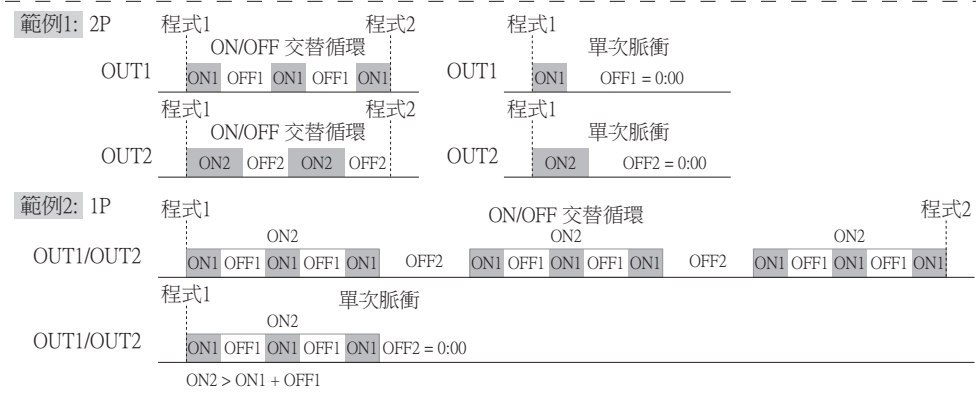 範例1: 2P
程式1 程式2 程式1
ON/OFF 交替循環 單次脈衝
OUT1 ON1 OFF1 ON1 OFF1 ON1 OUT1 ON1 OFF1 = 0:00
程式1 程式2 程式1
ON/OFF 交替循環 單次脈衝
OUT2 ON2 OFF2 ON2 OFF2 OUT2 ON2 OFF2 = 0:00
範例2: 1P
程式1 ON/OFF 交替循環 程式2
ON2 ON2 ON2
OUT1/OUT2 ON1 OFF1 ON1 OFF1 ON1 OFF2 ON1 OFF1 ON1 OFF1 ON1 OFF2 ON1 OFF1 ON1 OFF1 ON1
程式1 單次脈衝
ON2
OUT1/OUT2 ON1 OFF1 ON1 OFF1 ON1 OFF2 = 0:00
ON2 > ON1 + OFF1